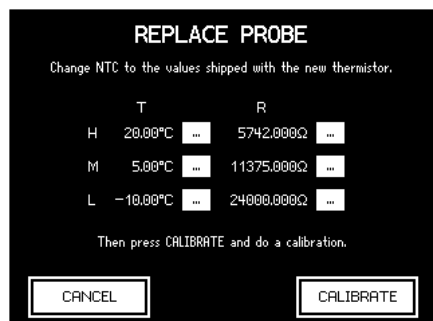 REPLACE PROBE
Change NTC to the values shipped with the new thermistor.
T R
H 20.00°C ... 5742.000Ω ...
M 5.00°C ... 11375.000Ω ...
L -10.00°C ... 24000.000Ω ...
Then press CALIBRATE and do a calibration.
CANCEL CALIBRATE